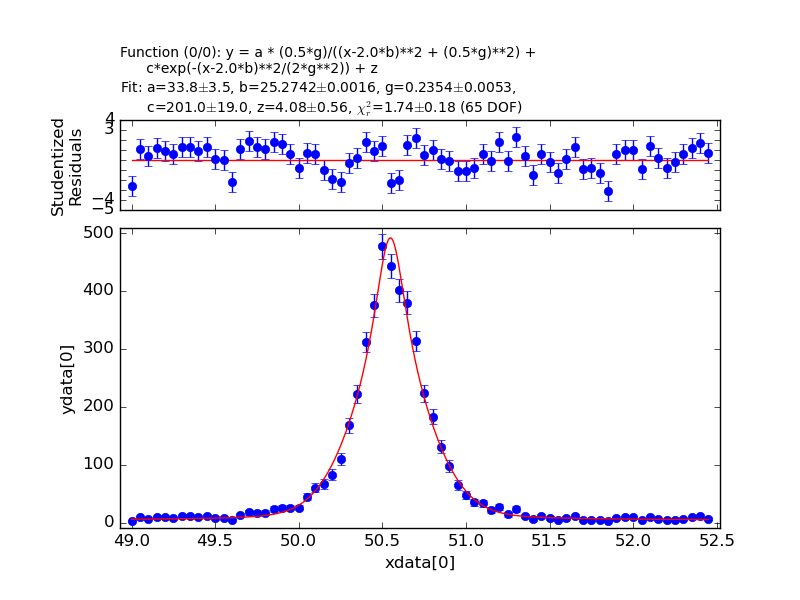 Function (0/0): y = a * (0.5*g)/((x-2.0*b)**2 + (0.5*g)**2) +
c*exp(-(x-2.0*b)**2/(2*g**2)) + z
Fit: a=33.8±3.5, b=25.2742±0.0016, g=0.2354±0.0053,
c=201.0±19.0, z=4.08±0.56, χ²ᵣ=1.74±0.18 (65 DOF)
4
3
−4
−5
Studentized
Residuals
500
400
300
200
100
0
ydata[0]
49.0 49.5 50.0 50.5 51.0 51.5 52.0 52.5
xdata[0]